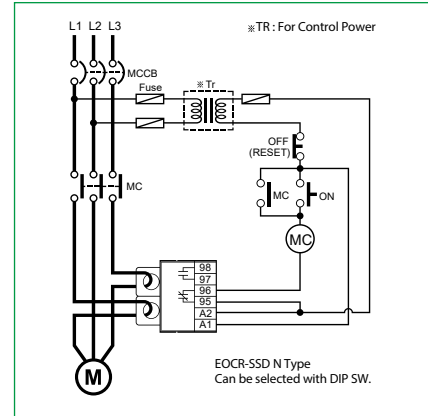 L1 L2 L3
※TR : For Control Power
MCCB
Fuse
※Tr
OFF
(RESET)
MC
MC
ON
MC
98
97
96
95
A2
A1
M
EOCR-SSD N Type
Can be selected with DIP SW.